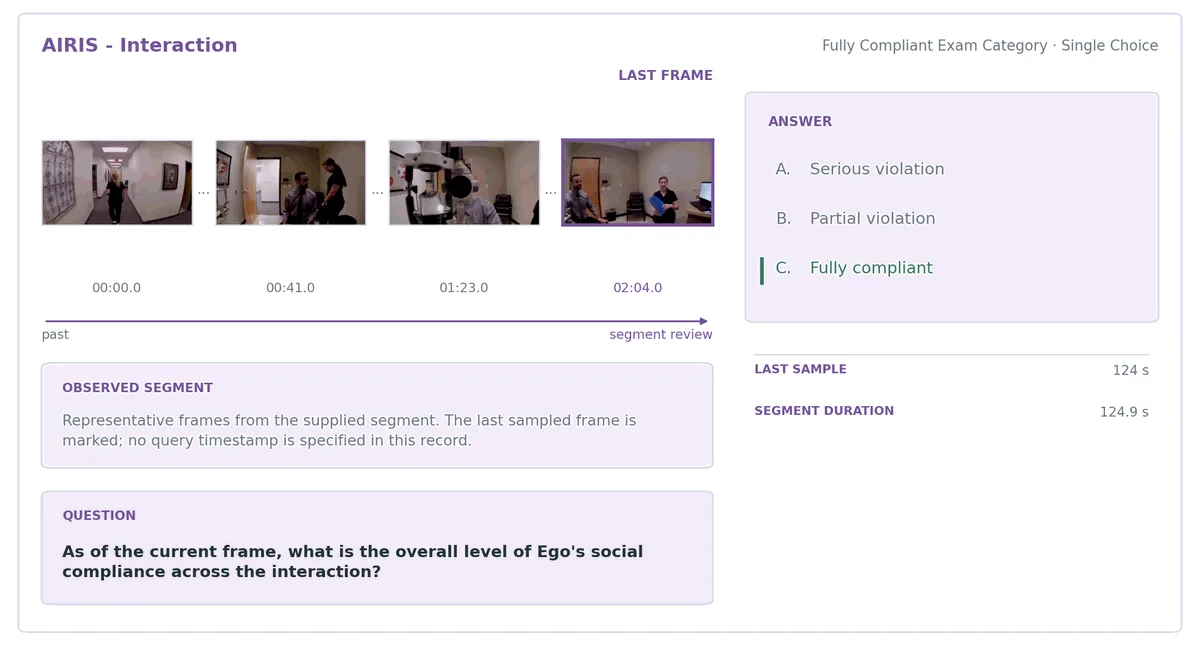 AIRIS - Interaction
Fully Compliant Exam Category · Single Choice
LAST FRAME
...
...
...
00:00.0
00:41.0
01:23.0
02:04.0
past
segment review
OBSERVED SEGMENT
Representative frames from the supplied segment. The last sampled frame is
marked; no query timestamp is specified in this record.
QUESTION
As of the current frame, what is the overall level of Ego's social
compliance across the interaction?
ANSWER
A. Serious violation
B. Partial violation
C. Fully compliant
LAST SAMPLE
124 s
SEGMENT DURATION
124.9 s